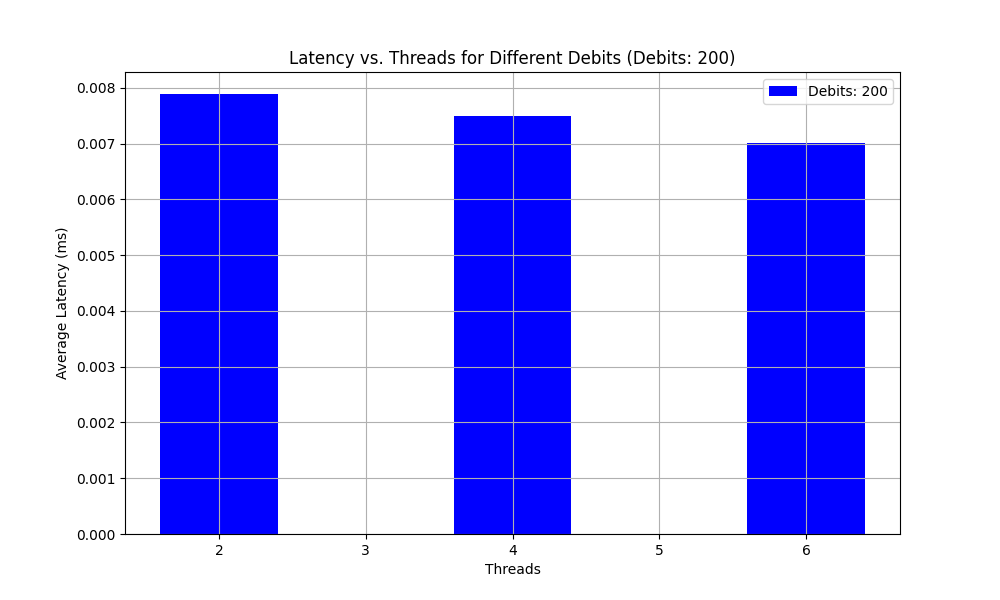 Latency vs. Threads for Different Debits (Debits: 200)
Debits: 200
Average Latency (ms)
0.008
0.007
0.006
0.005
0.004
0.003
0.002
0.001
0.000
2 3 4 5 6
Threads